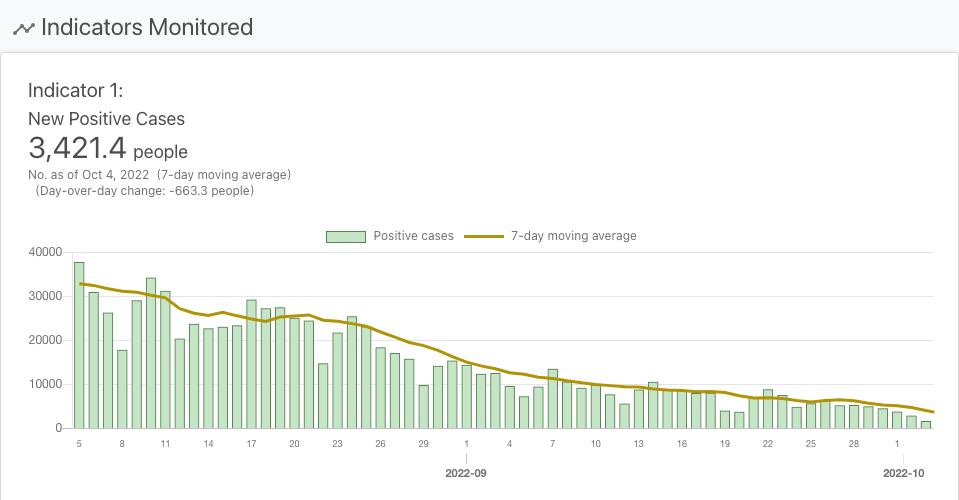 Indicators Monitored
Indicator 1:
New Positive Cases
3,421.4 people
No. as of Oct 4, 2022 (7-day moving average)
(Day-over-day change: -663.3 people)
Positive cases 7-day moving average
40000
30000
20000
10000
0
5 8 11 14 17 20 23 26 29 1 4 7 10 13 16 19 22 25 28 1
2022-09 2022-10